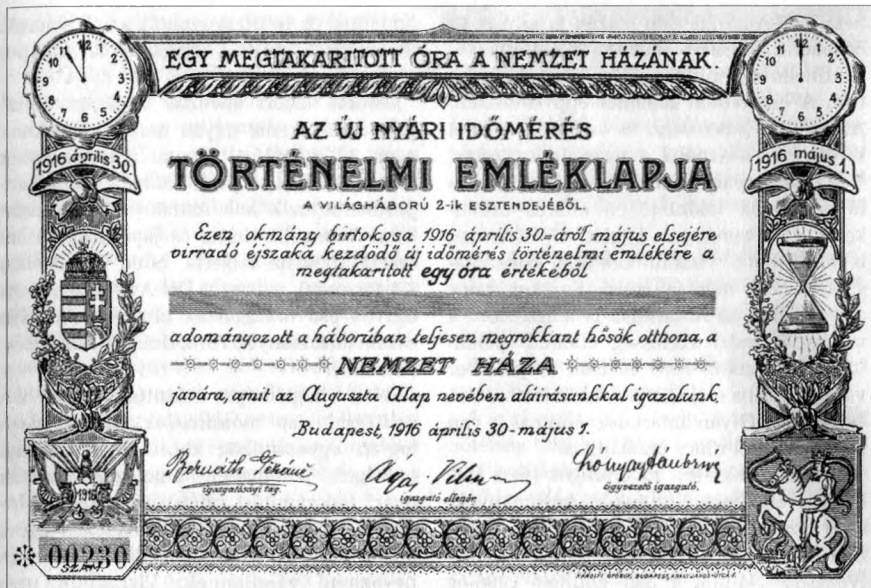 EGY MEGTAKARITOTT ÓRA A NEMZET HÁZÁNAK.
AZ ÚJ NYÁRI IDŐMÉRÉS
1916 április 30.
1916 május 1.
TÖRTÉNELMI EMLÉKLAPJA
A VILÁGHÁBORÚ 2-ik ESZTENDEJÉBŐL.
Ezen okmány birtokosa 1916 április 30.-áról május elsejére
virradó éjszaka kezdődő új időmérés történelmi emlékére a
megtakaritott egy óra értékéből
adományozott a háborúban teljesen megrokkant hősök otthona, a
NEMZET HÁZA
javára, amit az Auguszta Alap nevében aláirásunkkal igazolunk.
Budapest, 1916 április 30.-május 1.
igazgatósági tag.
igazgató ellenőr.
ügyvezető igazgató.
1916
00230
SZÁM